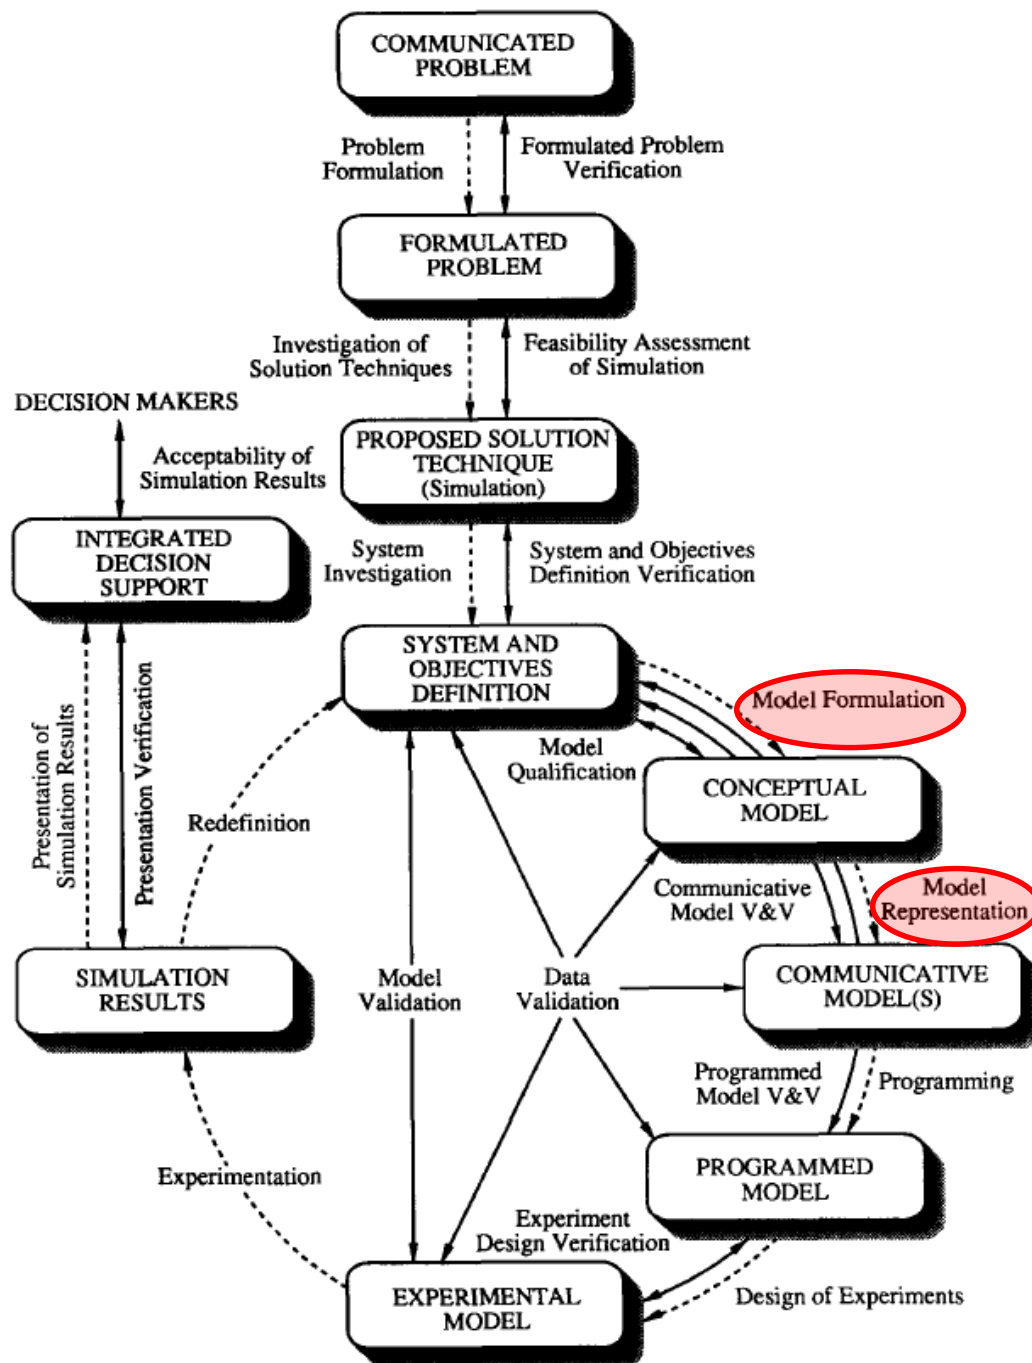 COMMUNICATED
PROBLEM
Problem
Formulation
Formulated Problem
Verification
FORMULATED
PROBLEM
Investigation of
Solution Techniques
Feasibility Assessment
of Simulation
DECISION MAKERS
Acceptability of
Simulation Results
PROPOSED SOLUTION
TECHNIQUE
(Simulation)
INTEGRATED
DECISION
SUPPORT
System
Investigation
System and Objectives
Definition Verification
SYSTEM AND
OBJECTIVES
DEFINITION
Model Formulation
Model
Qualification
CONCEPTUAL
MODEL
Presentation of
Simulation Results
Presentation Verification
Redefinition
Communicative
Model V&V
Model
Representation
SIMULATION
RESULTS
Model
Validation
Data
Validation
COMMUNICATIVE
MODEL(S)
Programmed
Model V&V
Programming
PROGRAMMED
MODEL
Experimentation
Experiment
Design Verification
EXPERIMENTAL
MODEL
Design of Experiments